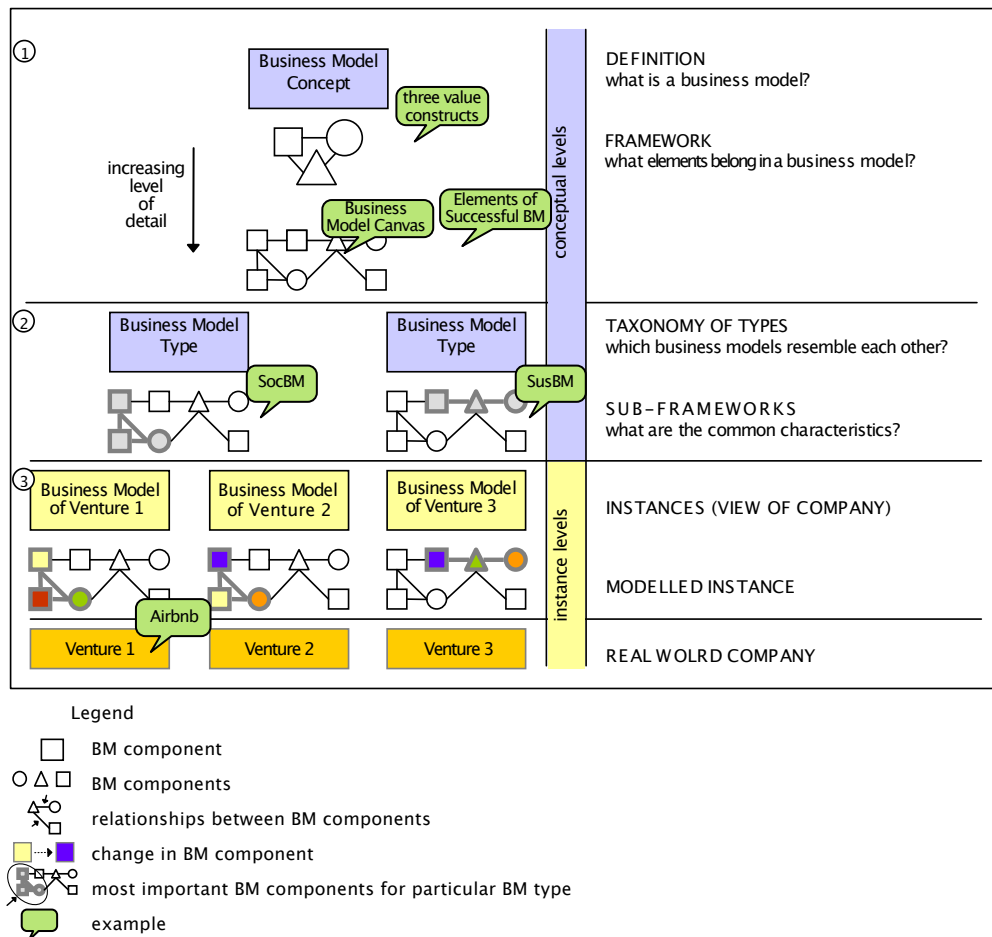 1
Business Model
Concept
three value
constructs
increasing
level
of
detail
Business
Model Canvas
Elements of
Successful BM
conceptual levels
DEFINITION
what is a business model?
FRAMEWORK
what elements belong in a business model?
2
Business Model
Type
SocBM
Business Model
Type
SusBM
TAXONOMY OF TYPES
which business models resemble each other?
SUB-FRAMEWORKS
what are the common characteristics?
3
Business Model
of Venture 1
Business Model
of Venture 2
Business Model
of Venture 3
instance levels
INSTANCES (VIEW OF COMPANY)
MODELLED INSTANCE
Airbnb
Venture 1
Venture 2
Venture 3
REAL WOLRD COMPANY
Legend
BM component
BM components
relationships between BM components
change in BM component
most important BM components for particular BM type
example